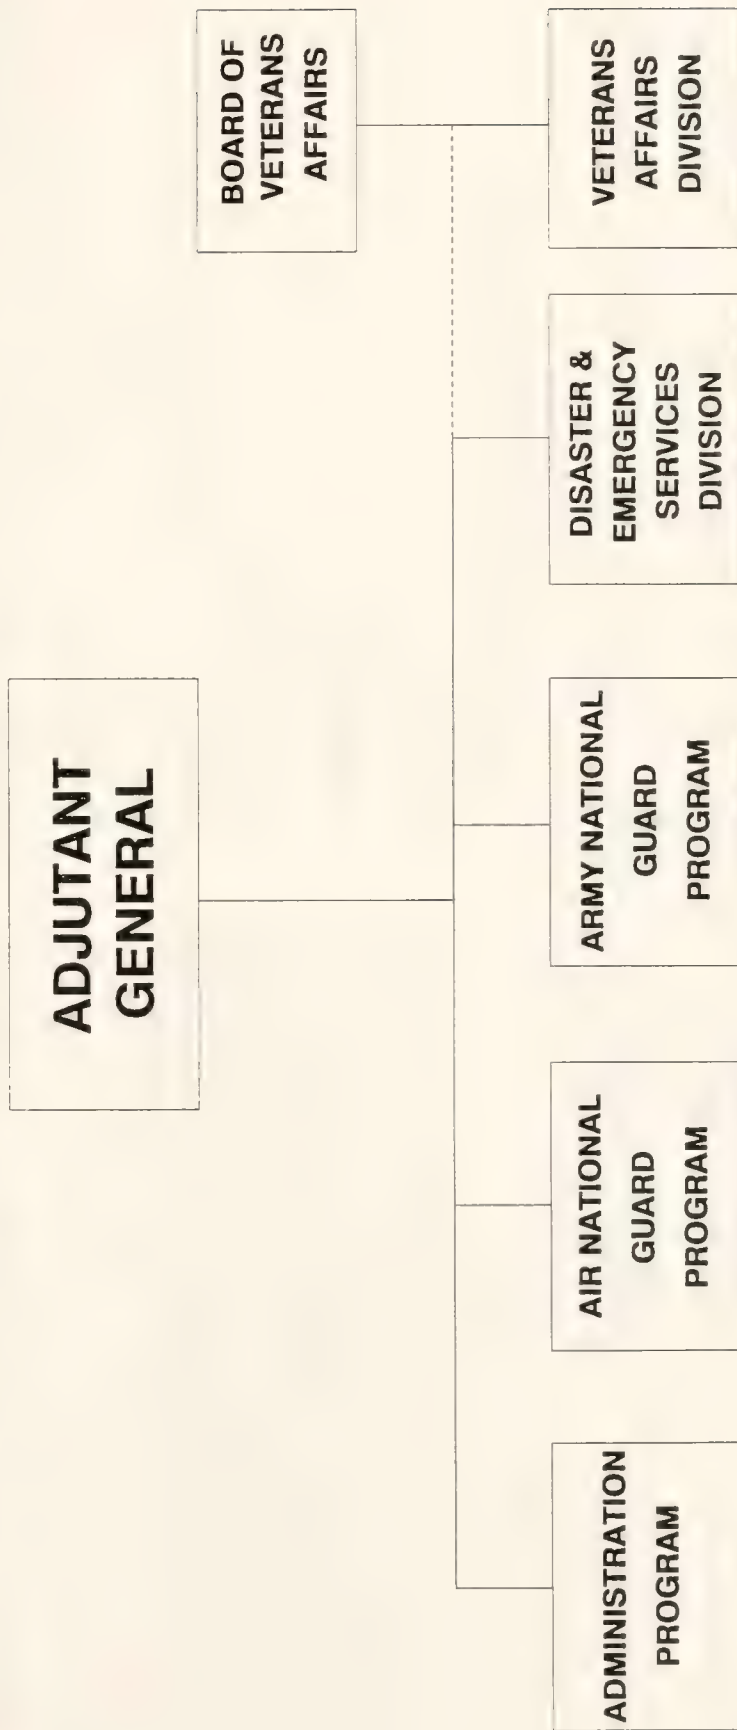 ADJUTANT
GENERAL
BOARD OF
VETERANS
AFFAIRS
ADMINISTRATION
PROGRAM
AIR NATIONAL
GUARD
PROGRAM
ARMY NATIONAL
GUARD
PROGRAM
DISASTER &
EMERGENCY
SERVICES
DIVISION
VETERANS
AFFAIRS
DIVISION